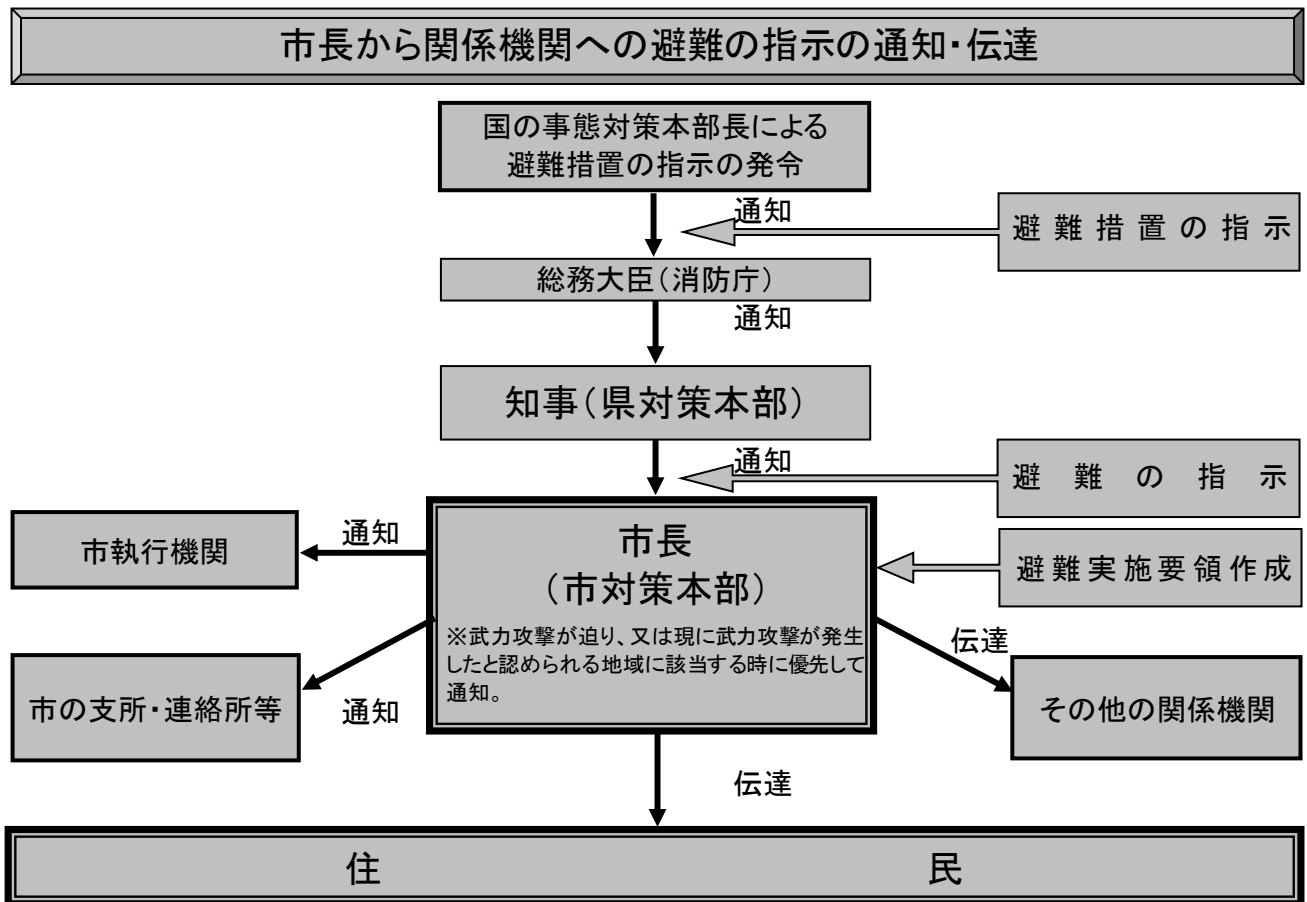 市長から関係機関への避難の指示の通知・伝達
国の事態対策本部長による
避難措置の指示の発令
通知
避難措置の指示
総務大臣(消防庁)
通知
知事(県対策本部)
通知
避難の指示
市長
(市対策本部)
※武力攻撃が迫り、又は現に武力攻撃が発生
したと認められる地域に該当する時に優先して
通知。
避難実施要領作成
通知
市執行機関
通知
市の支所・連絡所等
伝達
その他の関係機関
伝達
住民